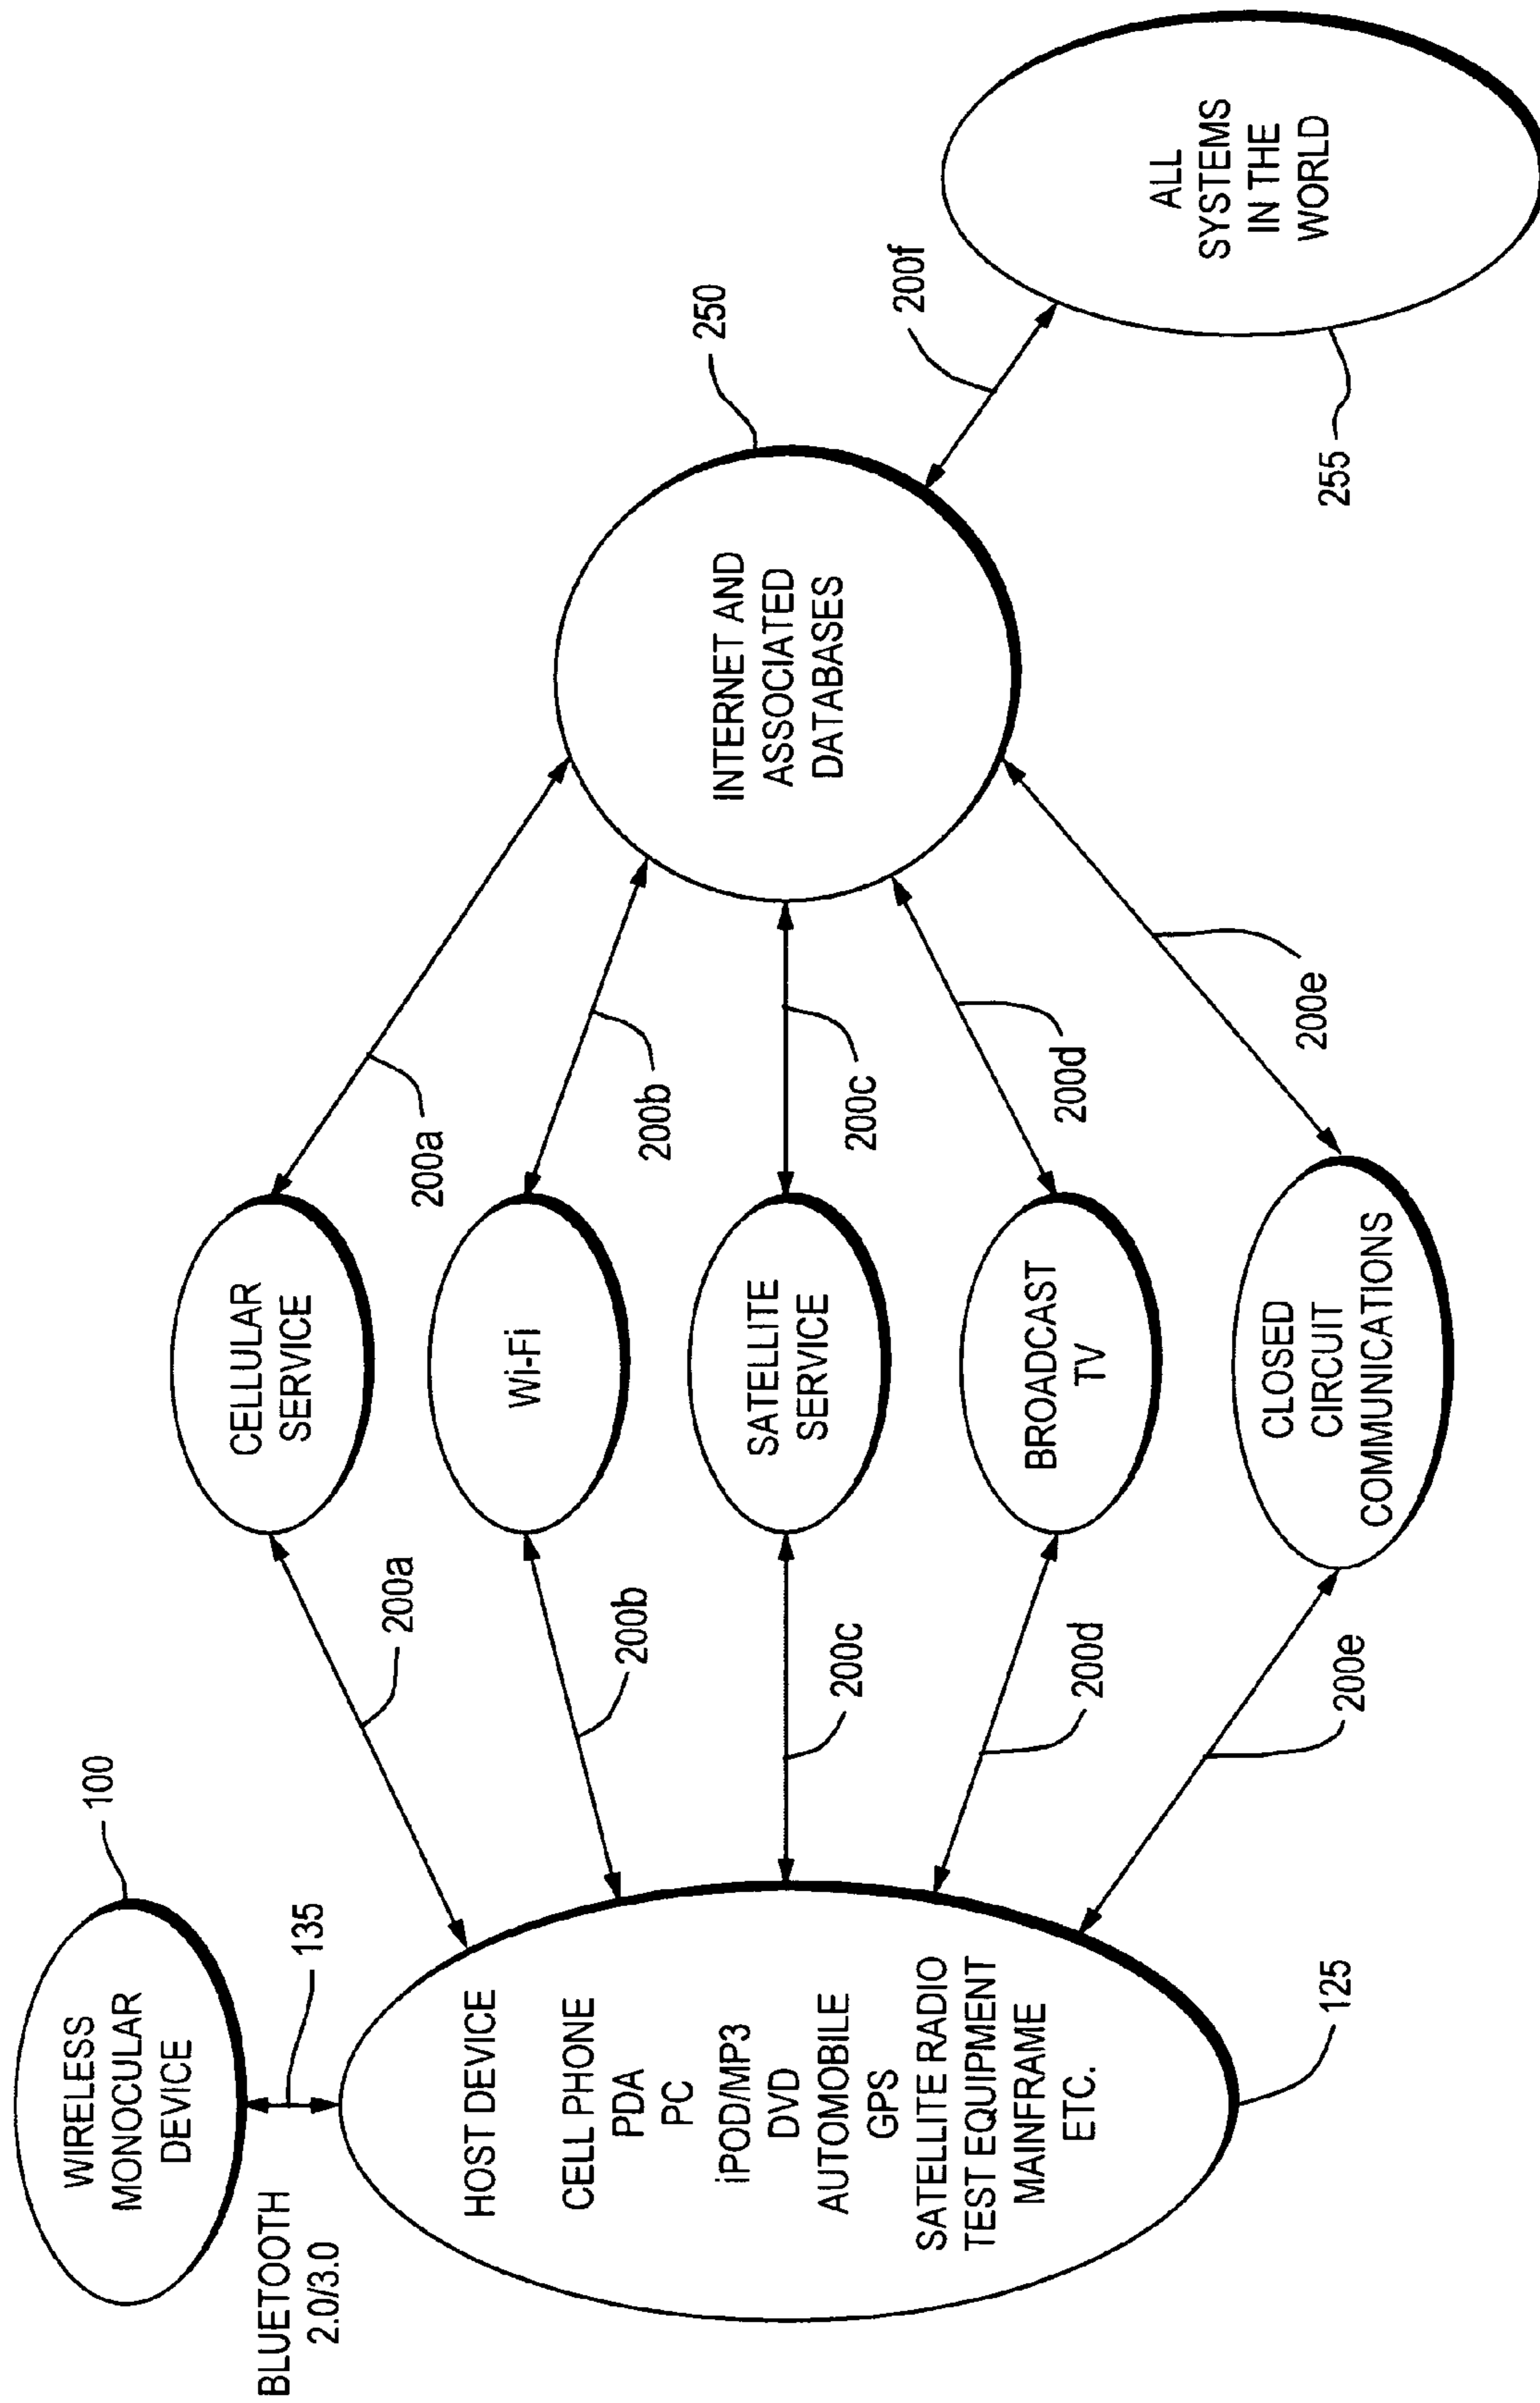 WIRELESS
MONOCULAR
DEVICE
100
BLUETOOTH
2.0/3.0
135
HOST DEVICE
CELL PHONE
PDA
PC
iPOD/MP3
DVD
AUTOMOBILE
GPS
SATELLITE RADIO
TEST EQUIPMENT
MAINFRAME
ETC.
125
200a
200b
200c
200d
200e
CELLULAR
SERVICE
Wi-Fi
SATELLITE
SERVICE
BROADCAST
TV
CLOSED
CIRCUIT
COMMUNICATIONS
200a
200b
200c
200d
200e
INTERNET AND
ASSOCIATED
DATABASES
250
200f
ALL
SYSTEMS
IN THE
WORLD
255